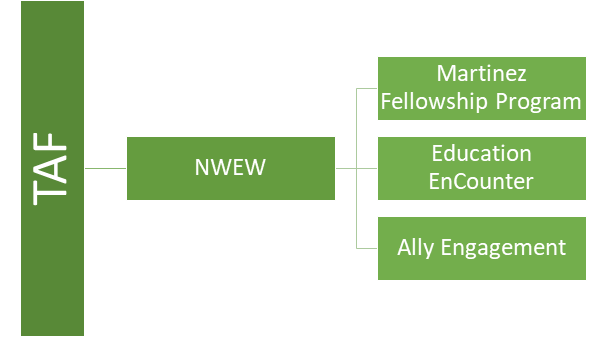 TAF
NWEW
Martinez
Fellowship Program
Education
EnCounter
Ally Engagement